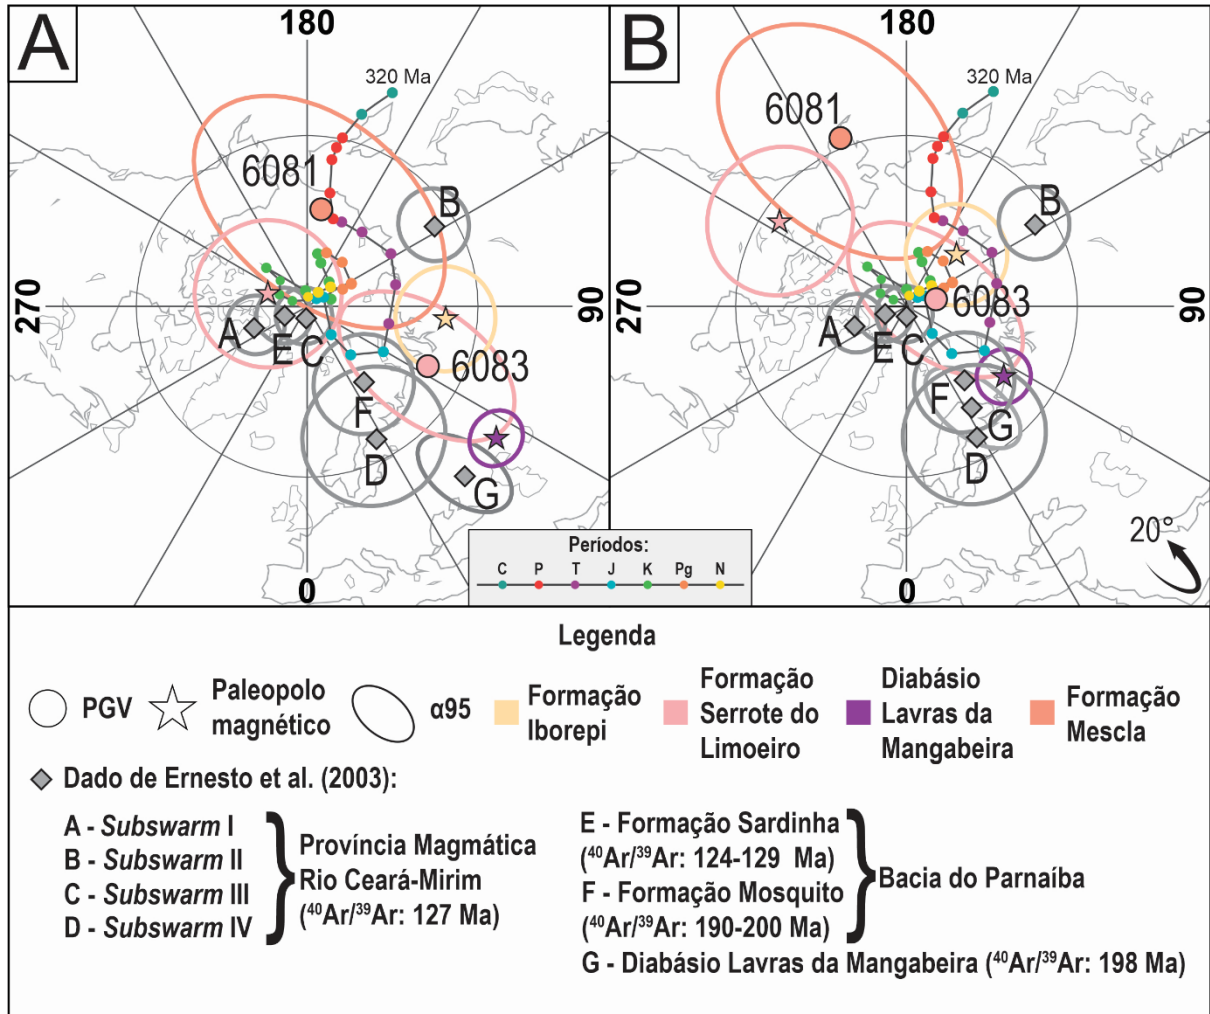 A
180
320 Ma
6081
B
270
90
A
E
C
6083
F
D
G
0
B
180
320 Ma
6081
B
270
90
A
E
C
6083
F
G
D
20°
0
Períodos:
C P T J K Pg N
Legenda
PGV
Paleopolo
magnético
α95
Formação
Iborepi
Formação
Serrote do
Limoeiro
Diabásio
Lavras da
Mangabeira
Formação
Mescla
Dado de Ernesto et al. (2003):
A - Subswarm I
B - Subswarm II
C - Subswarm III
D - Subswarm IV
Província Magmática
Rio Ceará-Mirim
(⁴⁰Ar/³⁹Ar: 127 Ma)
E - Formação Sardinha
(⁴⁰Ar/³⁹Ar: 124-129 Ma)
F - Formação Mosquito
(⁴⁰Ar/³⁹Ar: 190-200 Ma)
Bacia do Parnaíba
G - Diabásio Lavras da Mangabeira (⁴⁰Ar/³⁹Ar: 198 Ma)